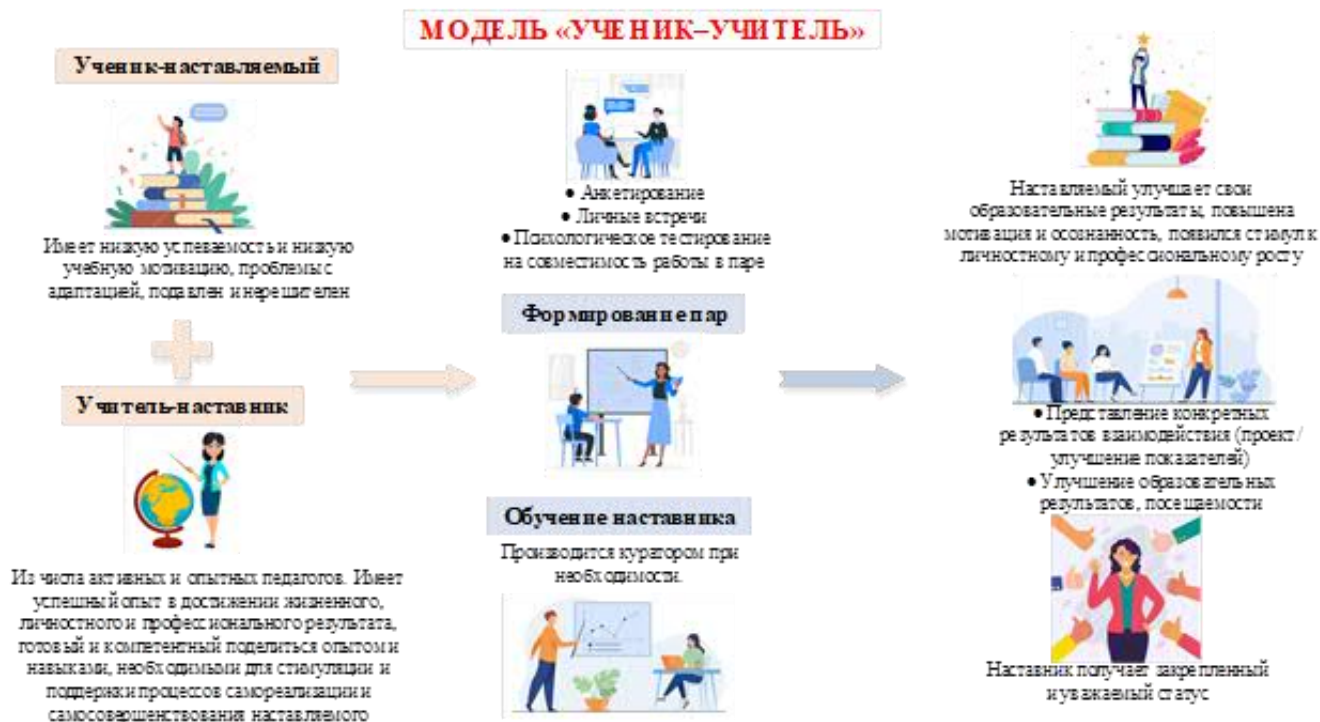 МОДЕЛЬ «УЧЕНИК–УЧИТЕЛЬ»
Ученик-наставляемый
Имеет низкую успеваемость и низкую
учебную мотивацию, проблемы с
адаптацией, подавлен и нерешителен
Учитель-наставник
Из числа активных и опытных педагогов. Имеет
успешный опыт в достижении жизненного,
личностного и профессионального результата,
готовый и компетентный поделиться опытом и
навыками, необходимыми для стимуляции и
поддержки процессов самореализации и
самосовершенствования наставляемого
● Анкетирование
● Личные встречи
● Психологическое тестирование
на совместимость работы в паре
Формирование пар
Обучение наставника
Производится куратором при
необходимости.
Наставляемый улучшает свои
образовательные результаты, повышена
мотивация и осознанность, появился стимул к
личностному и профессиональному росту
● Представление конкретных
результатов взаимодействия (проект/
улучшение показателей)
● Улучшение образовательных
результатов, посещаемости
Наставник получает закрепленный
и уважаемый статус